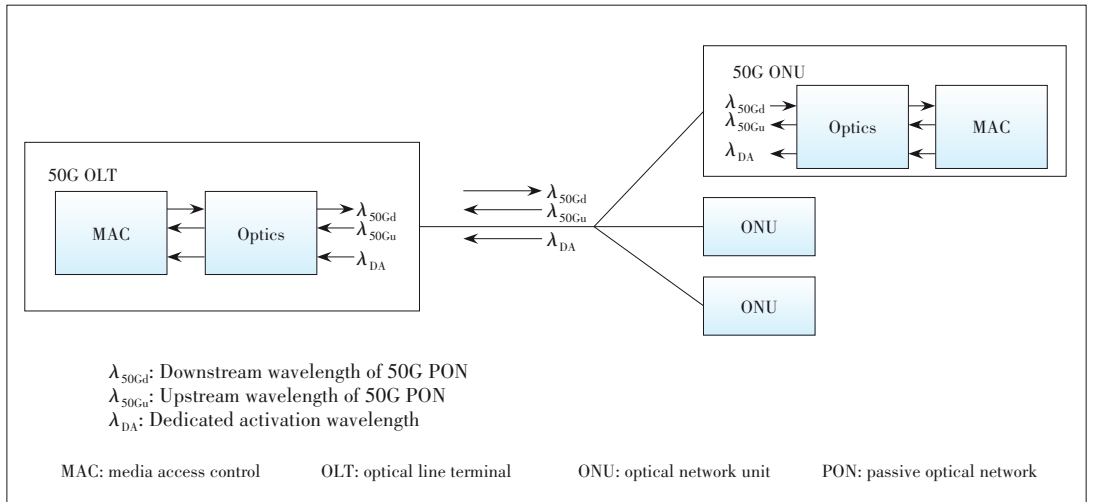 50G ONU
λ50Gd
λ50Gu
λDA
Optics
MAC
50G OLT
MAC
Optics
λ50Gd
λ50Gu
λDA
λ50Gd
λ50Gu
λDA
ONU
ONU
λ50Gd: Downstream wavelength of 50G PON
λ50Gu: Upstream wavelength of 50G PON
λDA: Dedicated activation wavelength
MAC: media access control OLT: optical line terminal ONU: optical network unit PON: passive optical network